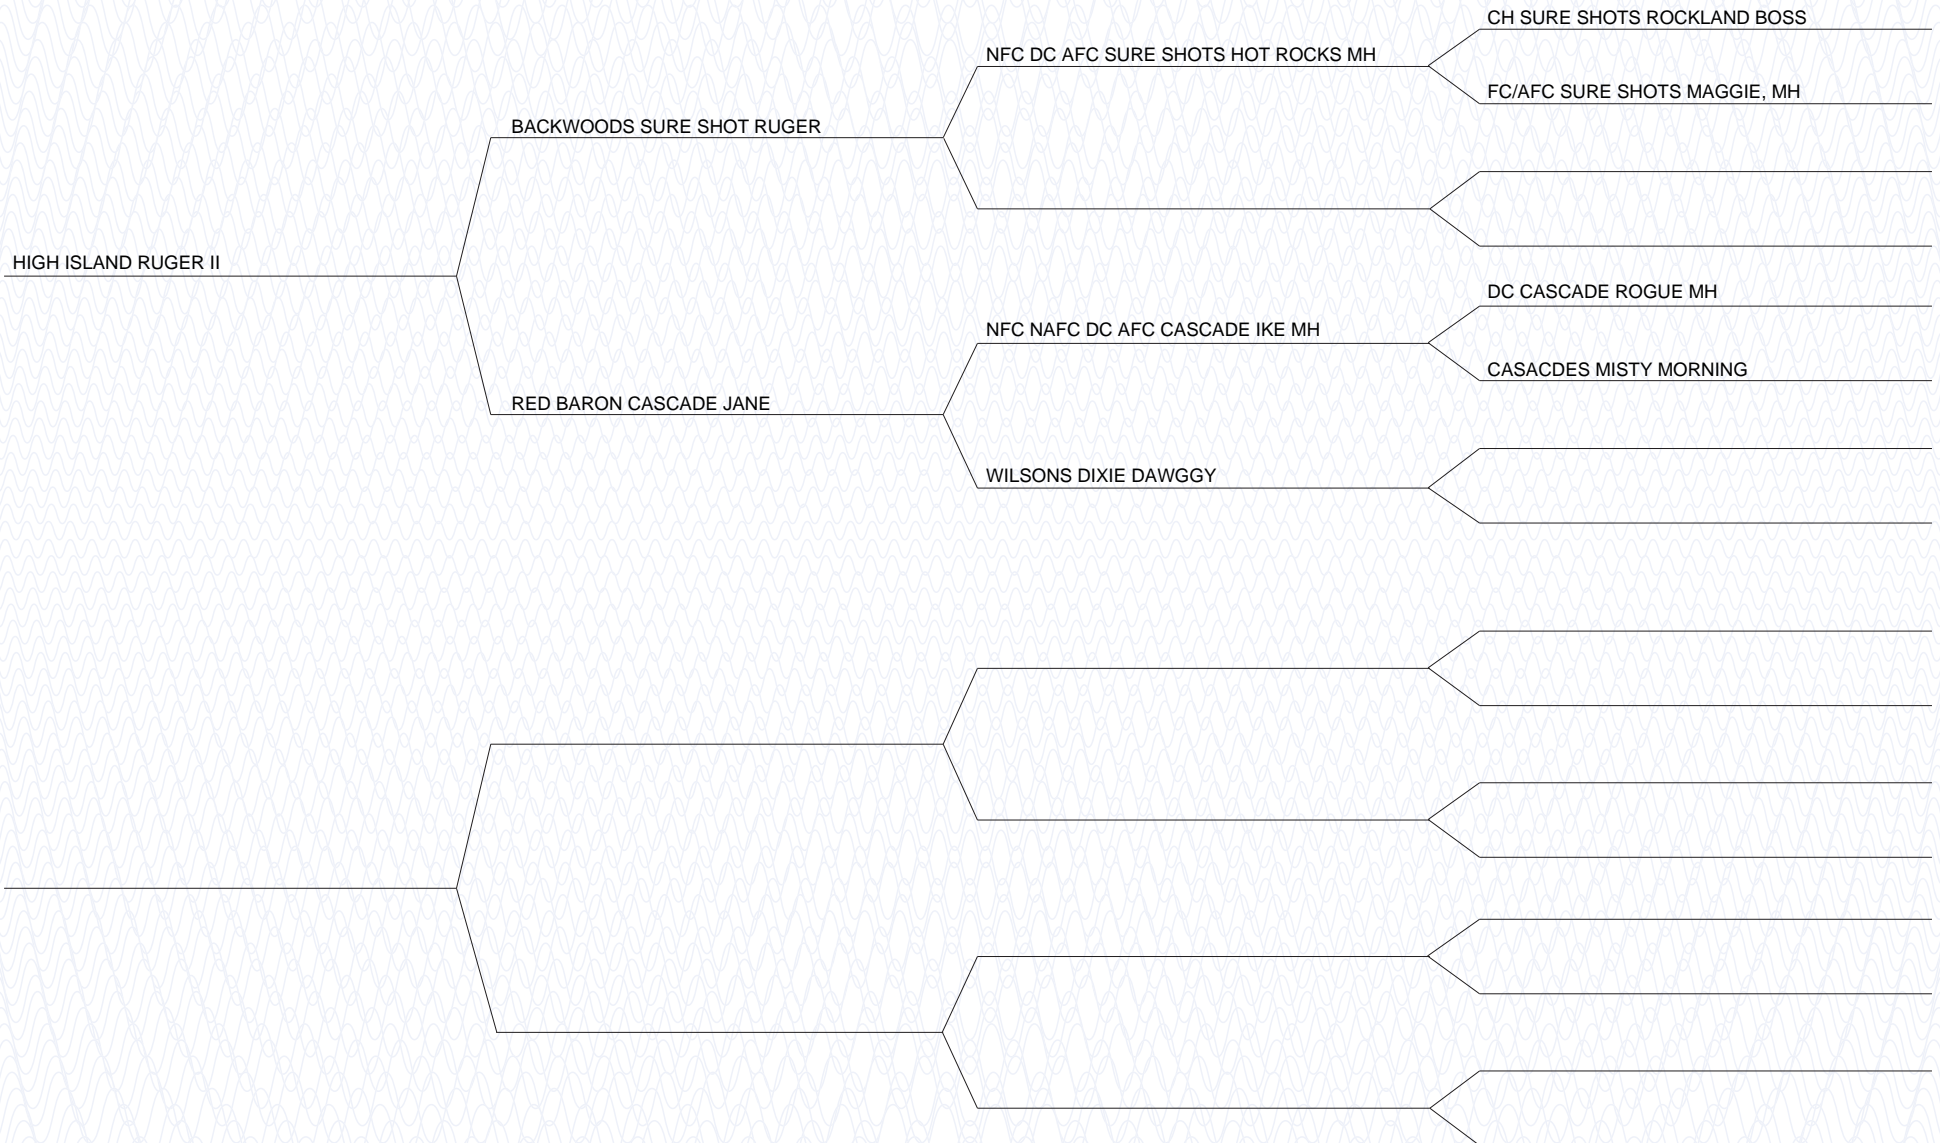 CH SURE SHOTS ROCKLAND BOSS
NFC DC AFC SURE SHOTS HOT ROCKS MH
FC/AFC SURE SHOTS MAGGIE, MH
BACKWOODS SURE SHOT RUGER
HIGH ISLAND RUGER II
DC CASCADE ROGUE MH
NFC NAFC DC AFC CASCADE IKE MH
CASACDES MISTY MORNING
RED BARON CASCADE JANE
WILSONS DIXIE DAWGGY